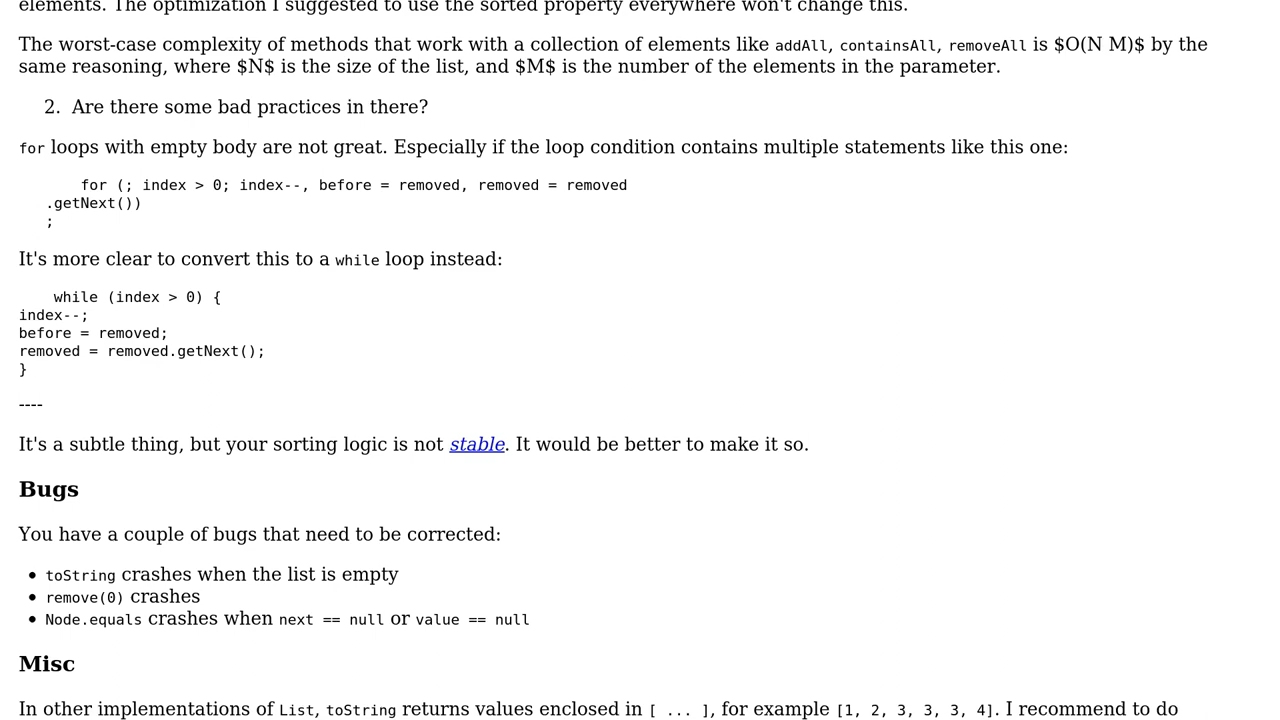 elements. The optimization I suggested to use the sorted property everywhere won't change this.
The worst-case complexity of methods that work with a collection of elements like addAll, containsAll, removeAll is $O(N M)$ by the
same reasoning, where $N$ is the size of the list, and $M$ is the number of the elements in the parameter.
2. Are there some bad practices in there?
for loops with empty body are not great. Especially if the loop condition contains multiple statements like this one:
for (; index > 0; index--, before = removed, removed = removed
.getNext())
;
It's more clear to convert this to a while loop instead:
while (index > 0) {
index--;
before = removed;
removed = removed.getNext();
}
----
It's a subtle thing, but your sorting logic is not stable. It would be better to make it so.
Bugs
You have a couple of bugs that need to be corrected:
• toString crashes when the list is empty
• remove(0) crashes
• Node.equals crashes when next == null or value == null
Misc
In other implementations of List, toString returns values enclosed in [ ... ], for example [1, 2, 3, 3, 3, 4]. I recommend to do